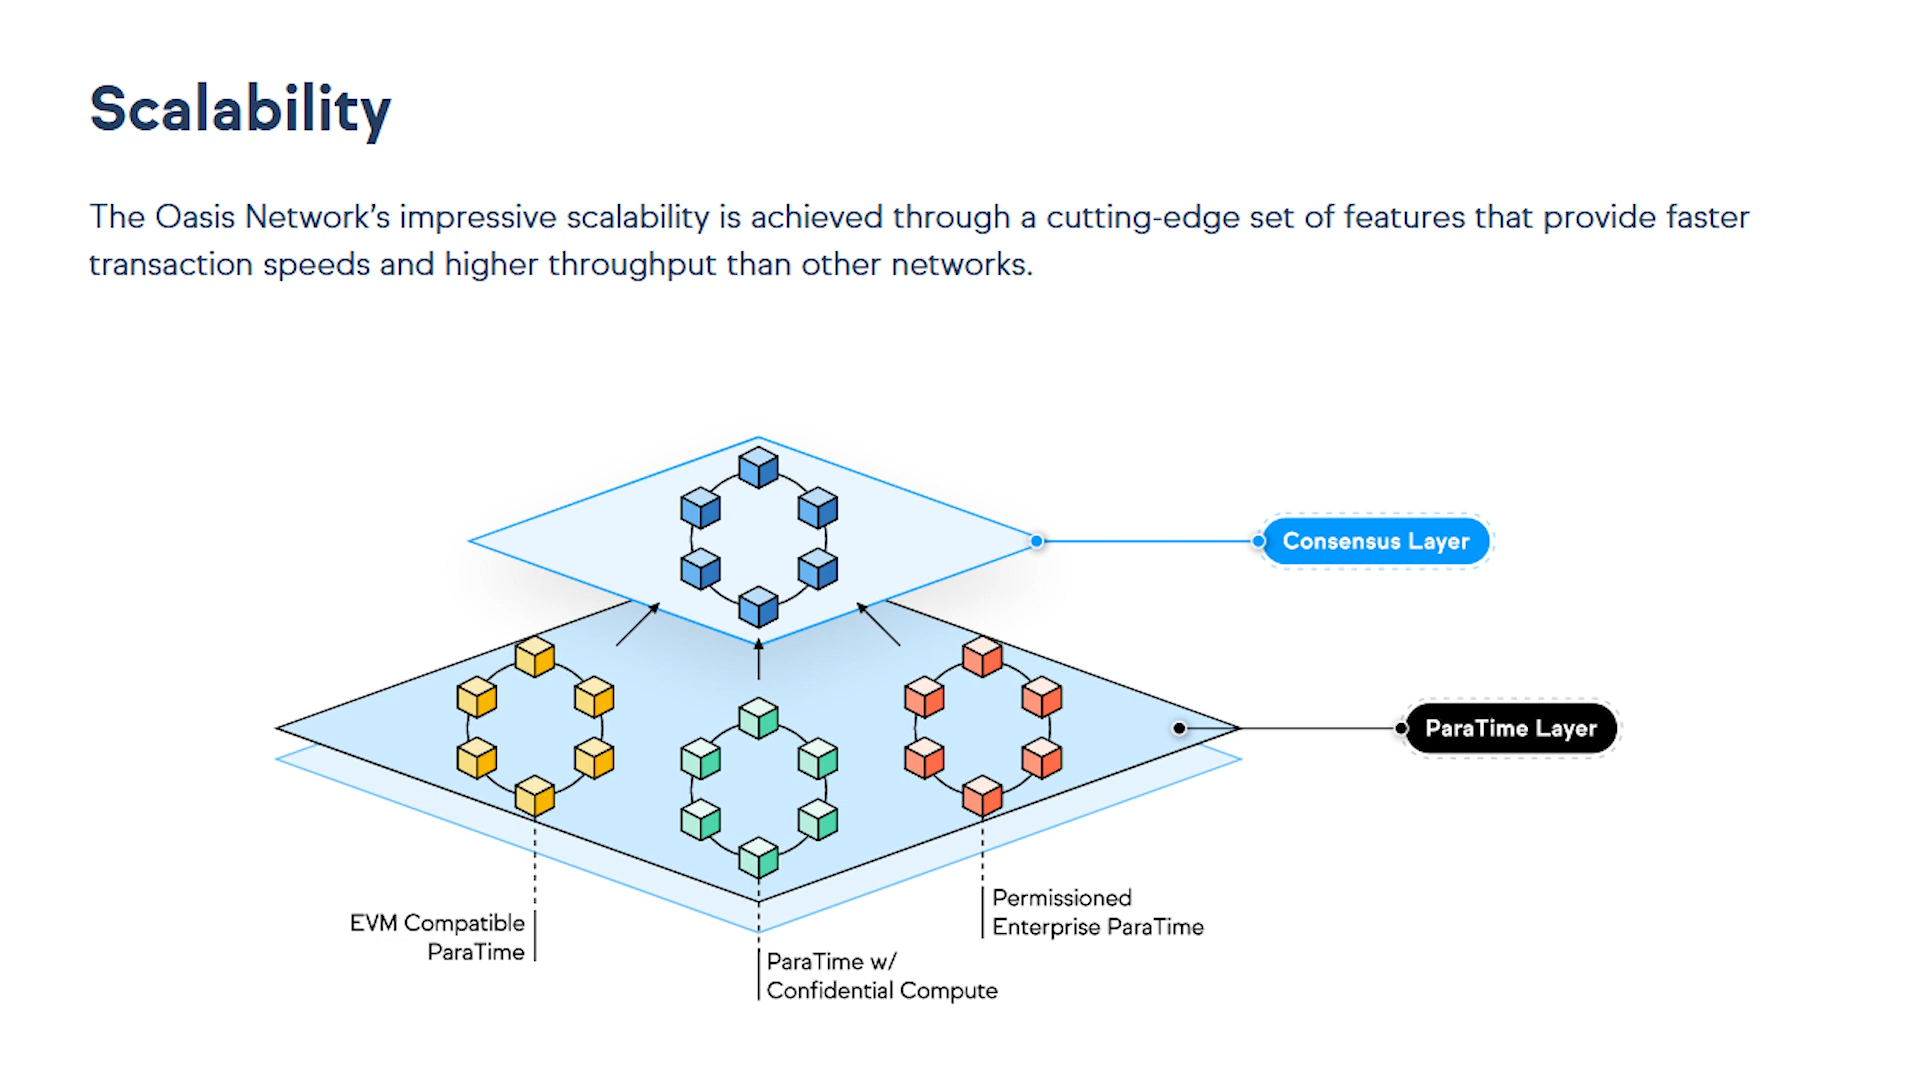 Scalability
The Oasis Network’s impressive scalability is achieved through a cutting-edge set of features that provide faster
transaction speeds and higher throughput than other networks.
Consensus Layer
ParaTime Layer
EVM Compatible
ParaTime
ParaTime w/
Confidential Compute
Permissioned
Enterprise ParaTime